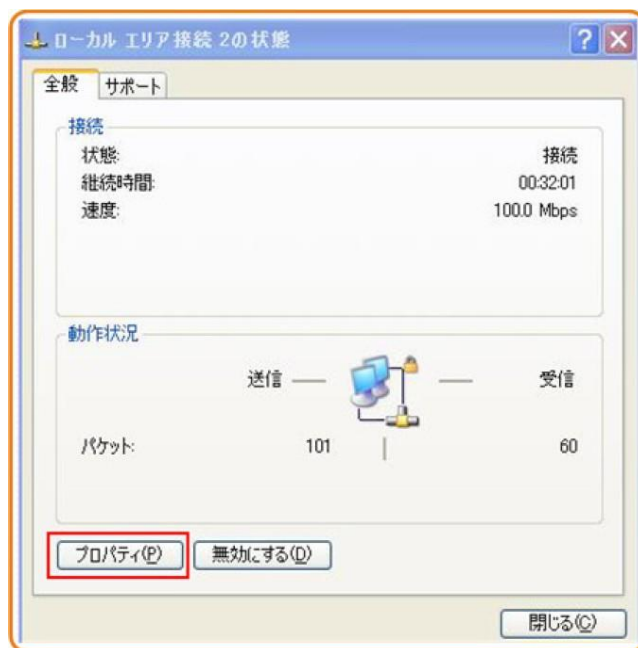 ローカル エリア接続 2の状態
全般 サポート
接続
状態: 接続
継続時間: 00:32:01
速度: 100.0 Mbps
動作状況
送信 受信
パケット: 101 60
プロパティ(P) 無効にする(D)
閉じる(C)